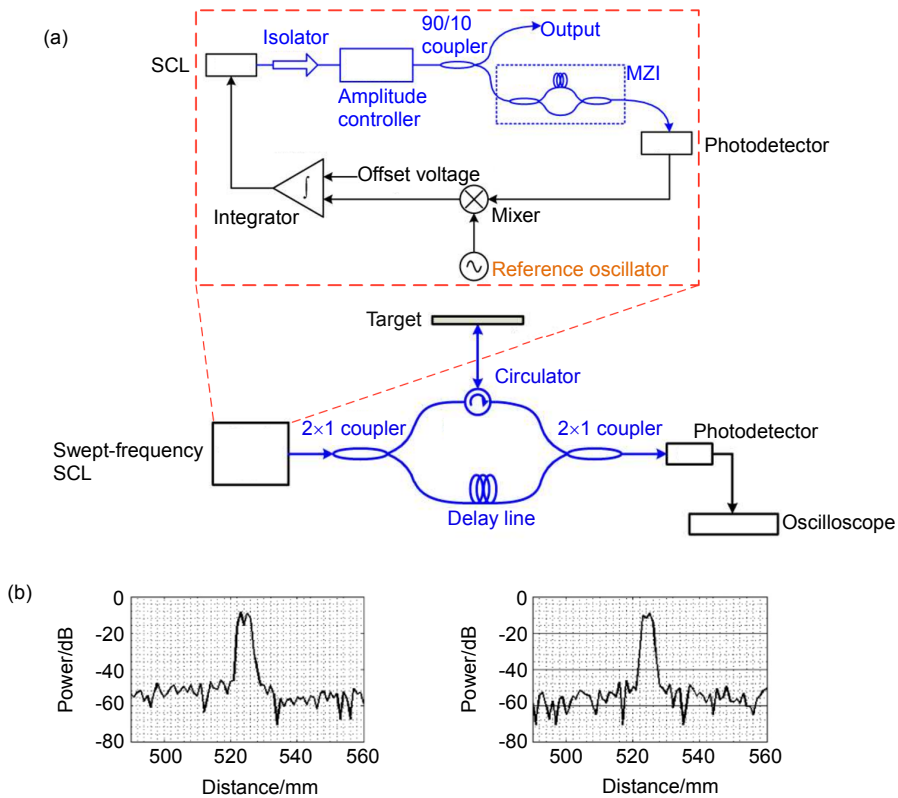 (a)
Isolator
90/10
coupler
Output
SCL
MZI
Amplitude
controller
Photodetector
Offset voltage
∫
Integrator
Mixer
Reference oscillator
Target
Circulator
2×1 coupler
2×1 coupler
Photodetector
Swept-frequency
SCL
Delay line
Oscilloscope
(b)
Power/dB
0
-20
-40
-60
-80
500 520 540 560
Distance/mm
Power/dB
0
-20
-40
-60
-80
500 520 540 560
Distance/mm